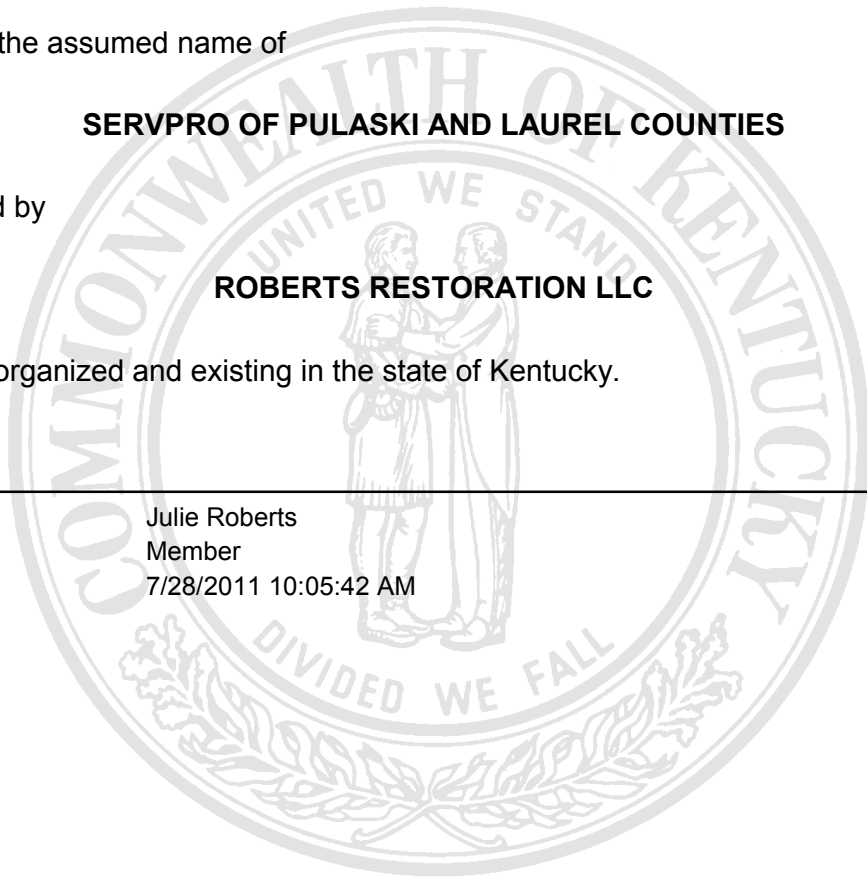 the assumed name of
SERVPRO OF PULASKI AND LAUREL COUNTIES
d by
ROBERTS RESTORATION LLC
organized and existing in the state of Kentucky.
Julie Roberts
Member
7/28/2011 10:05:42 AM
COMMONWEALTH OF KENTUCKY
UNITED WE STAND
DIVIDED WE FALL